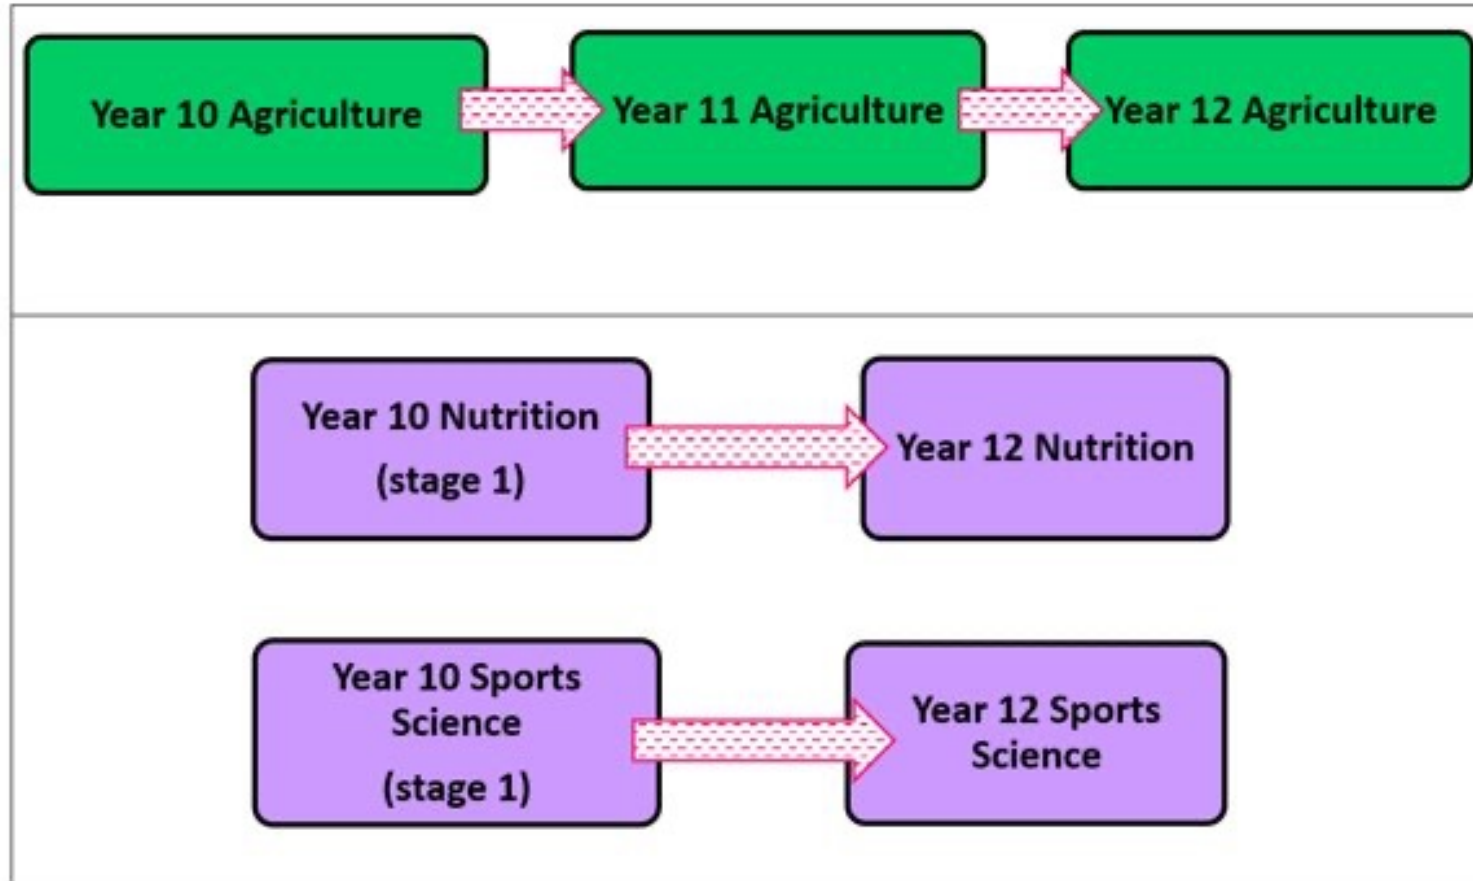 Year 10 Agriculture
Year 11 Agriculture
Year 12 Agriculture
Year 10 Nutrition
(stage 1)
Year 12 Nutrition
Year 10 Sports
Science
(stage 1)
Year 12 Sports
Science